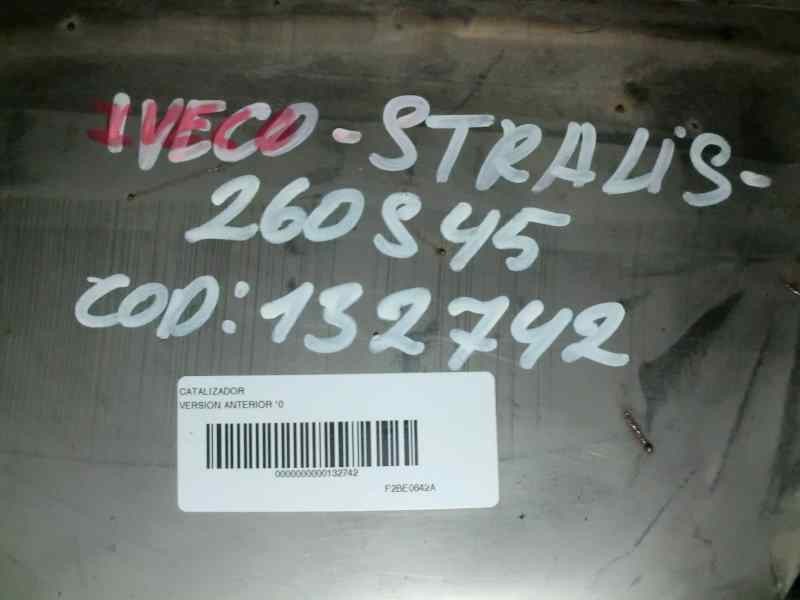 IVECO-STRALiS-
260S45
COD:132742
CATALIZADOR
VERSION ANTERIOR '0
0000000000132742
F2BE0642A